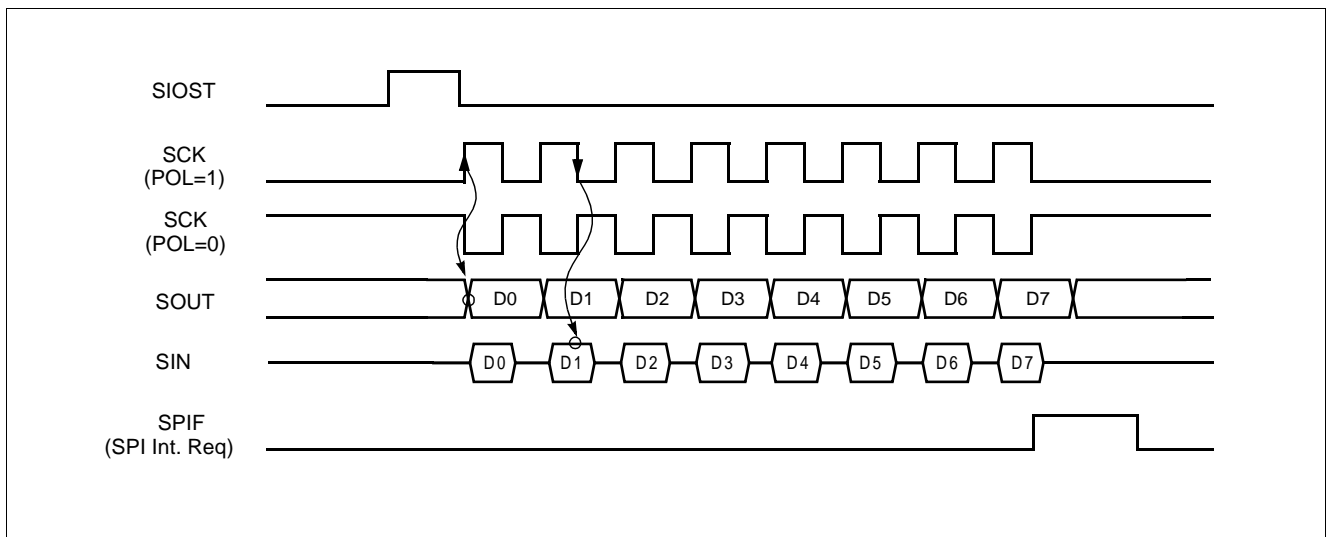 SIOST
SCK
(POL=1)
SCK
(POL=0)
SOUT
D0 D1 D2 D3 D4 D5 D6 D7
SIN
D0 D1 D2 D3 D4 D5 D6 D7
SPIF
(SPI Int. Req)